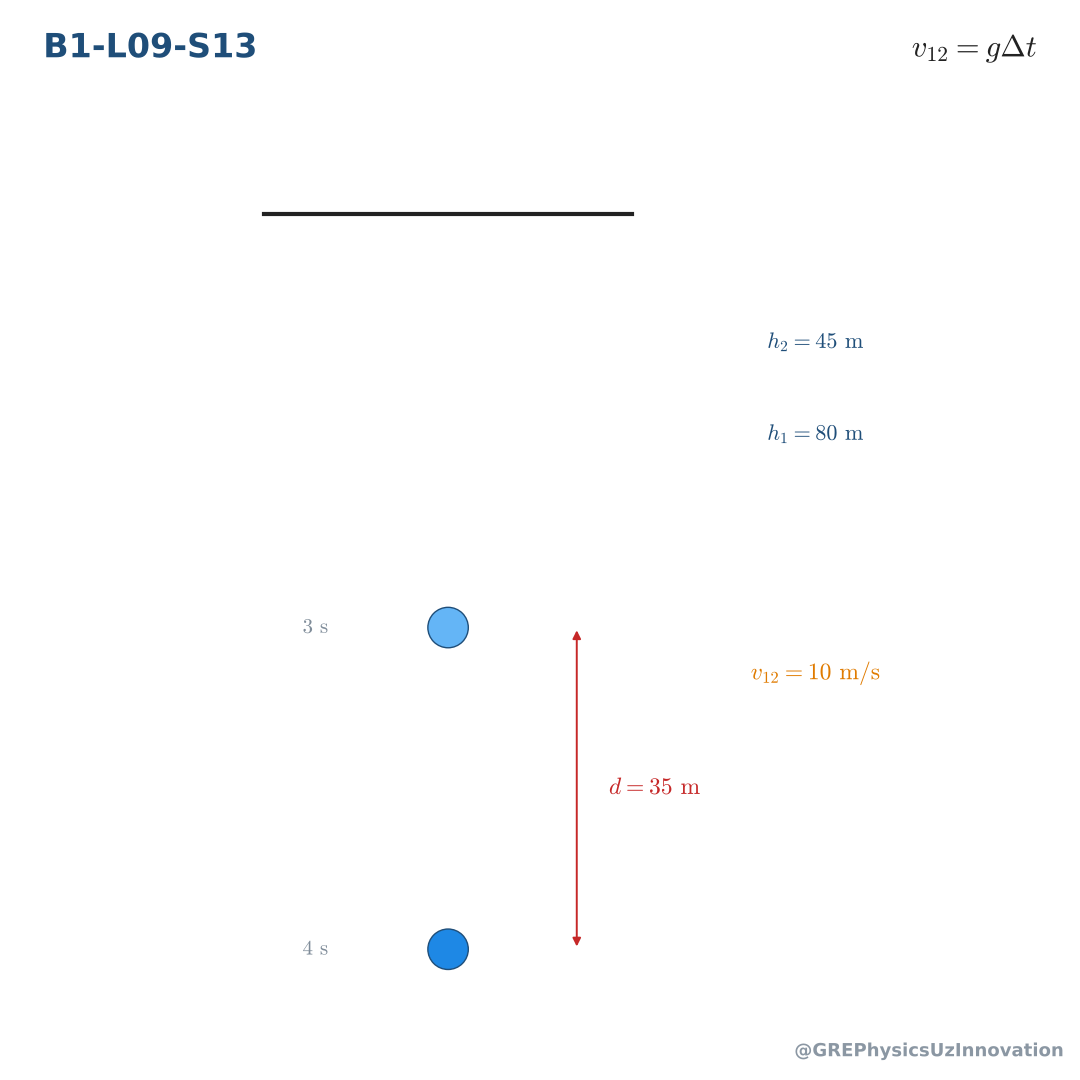 B1-L09-S13
v₁₂ = gΔt
h₂ = 45 m
h₁ = 80 m
3 s
v₁₂ = 10 m/s
d = 35 m
4 s
@GREPhysicsUzInnovation